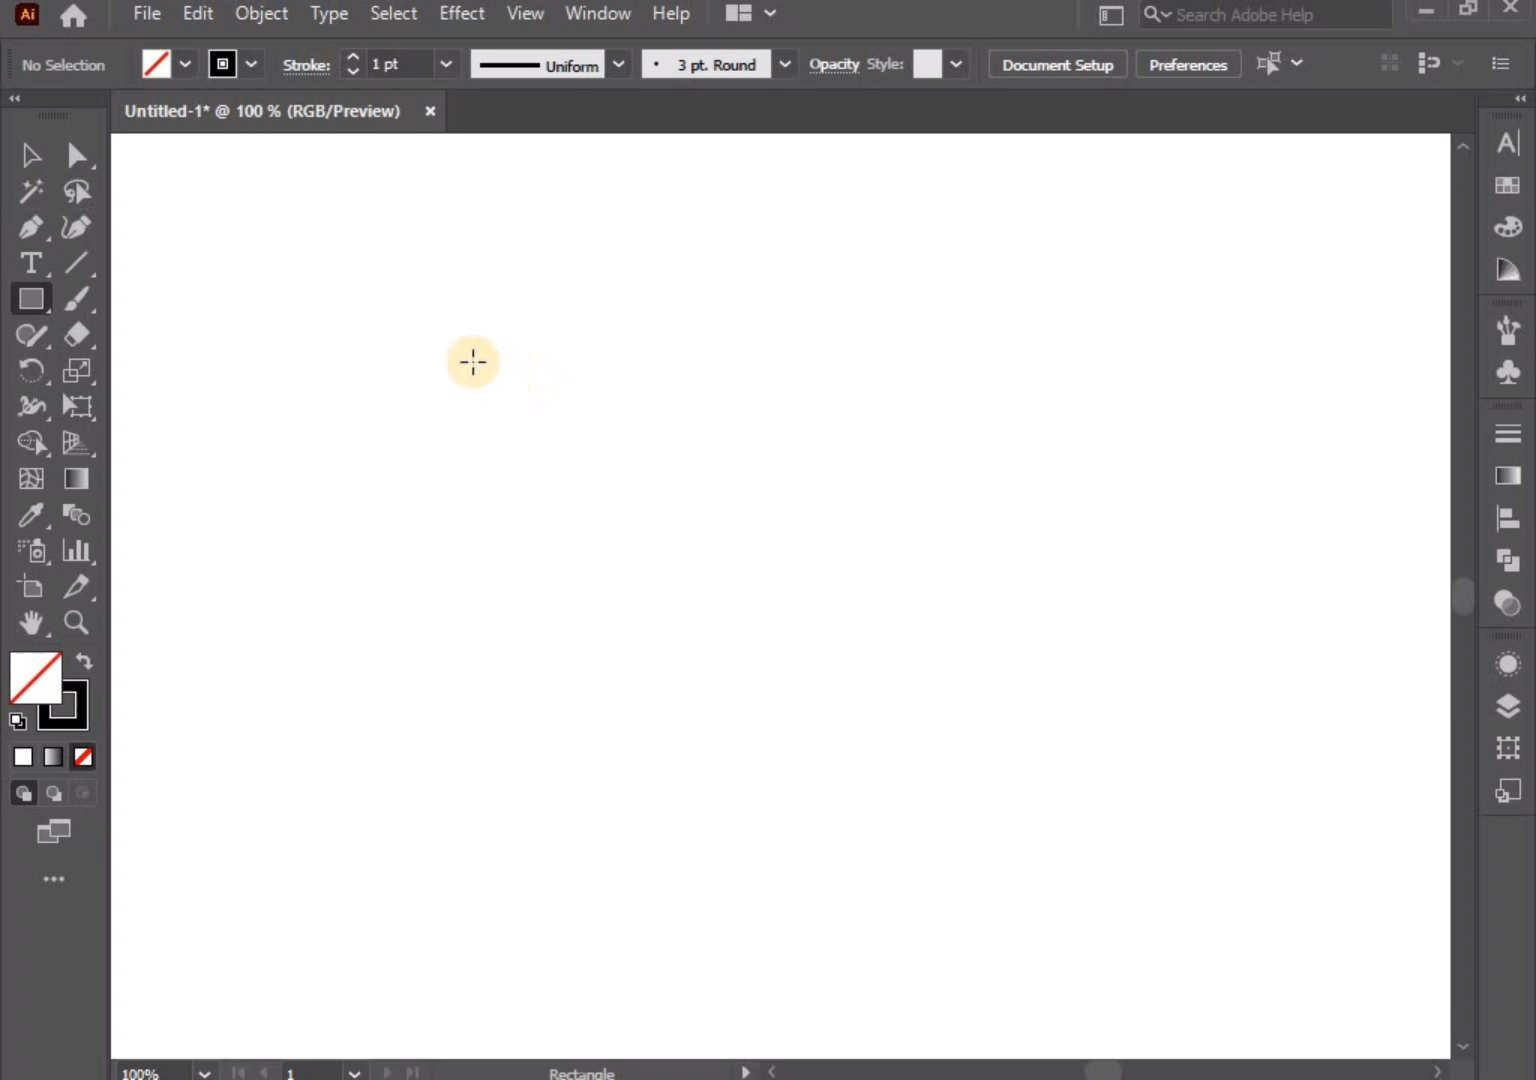 Ai File Edit Object Type Select Effect View Window Help Search Adobe Help
No Selection Stroke: 1 pt Uniform 3 pt. Round Opacity Style: Document Setup Preferences
Untitled-1* @ 100 % (RGB/Preview) ×
100% 1 Rectangle